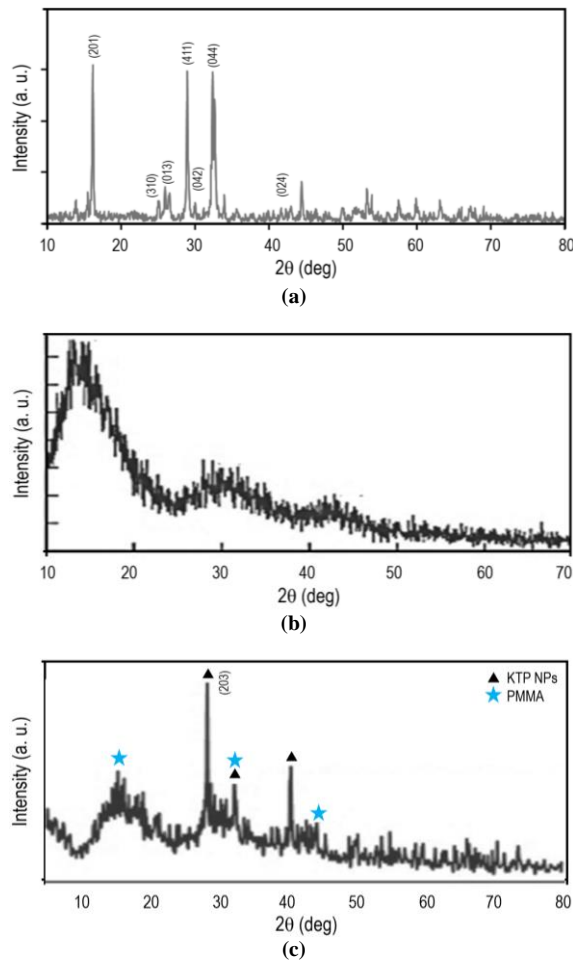 Intensity (a. u.)
(201)
(310)
(013)
(411)
(042)
(044)
(024)
10 20 30 40 50 60 70 80
2θ (deg)
(a)
Intensity (a. u.)
10 20 30 40 50 60 70
2θ (deg)
(b)
Intensity (a. u.)
(203)
KTP NPs
PMMA
10 20 30 40 50 60 70 80
2θ (deg)
(c)